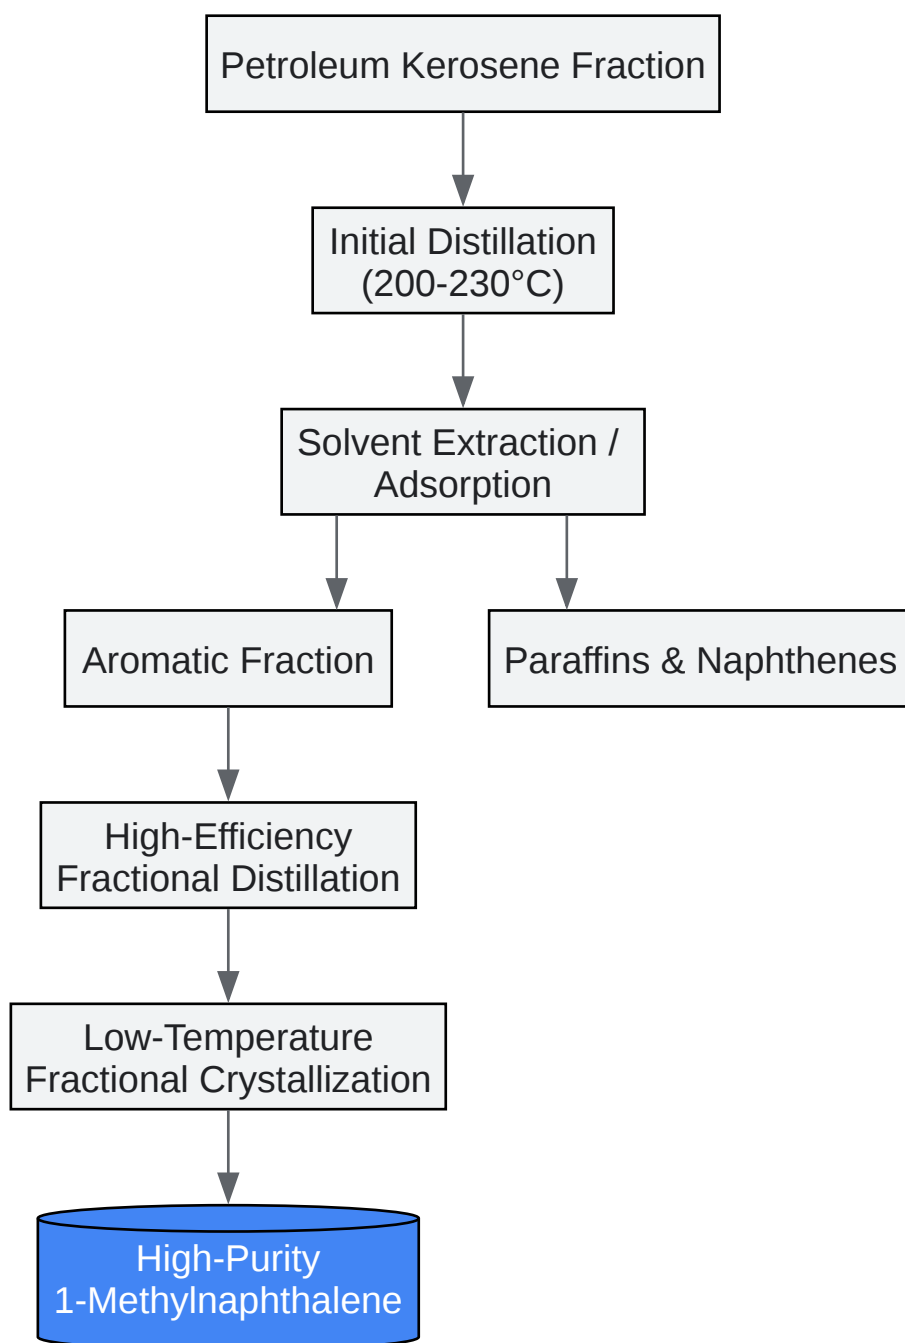 Petroleum Kerosene Fraction
Initial Distillation
(200-230°C)
Solvent Extraction /
Adsorption
Aromatic Fraction
Paraffins & Naphthenes
High-Efficiency
Fractional Distillation
Low-Temperature
Fractional Crystallization
High-Purity
1-Methylnaphthalene